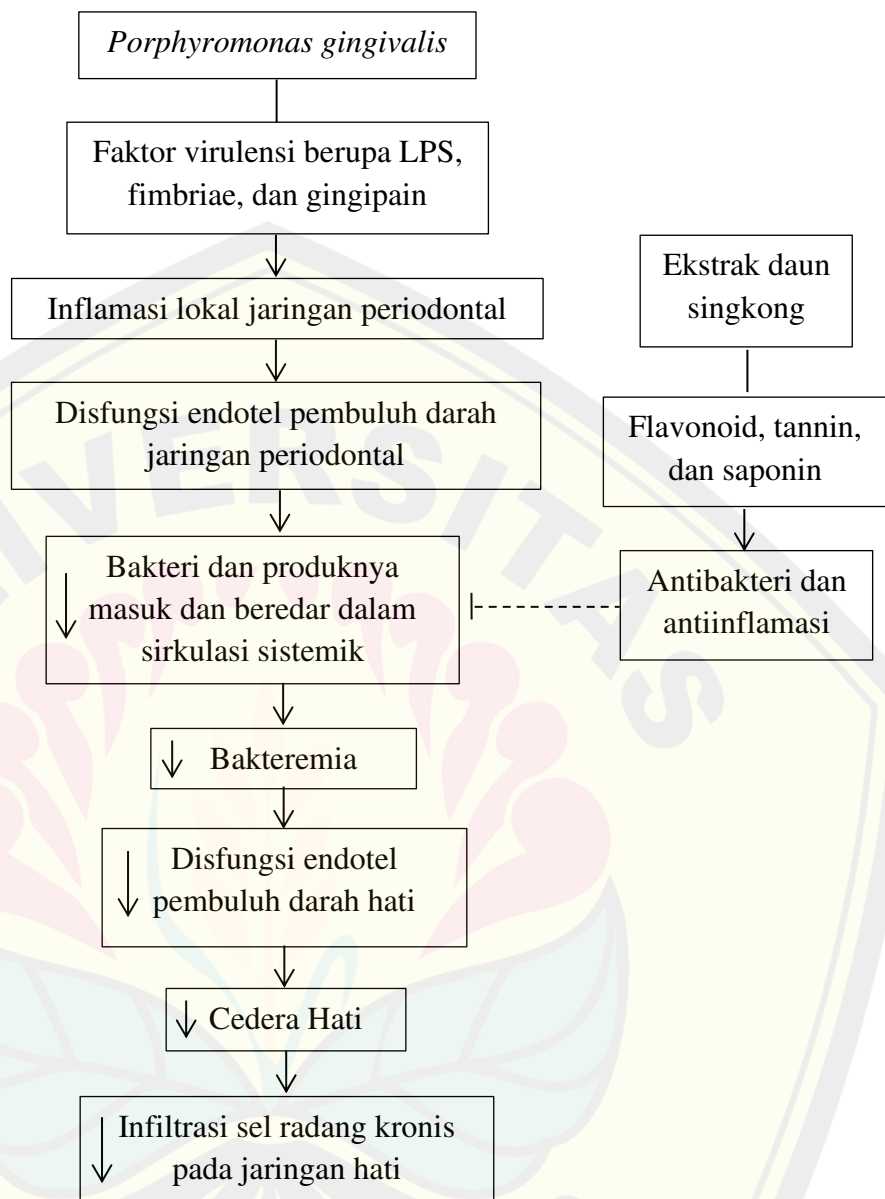 Porphyromonas gingivalis
Faktor virulensi berupa LPS,
fimbriae, dan gingipain
Inflamasi lokal jaringan periodontal
Disfungsi endotel pembuluh darah
jaringan periodontal
Bakteri dan produknya
masuk dan beredar dalam
sirkulasi sistemik
Bakteremia
Disfungsi endotel
pembuluh darah hati
Cedera Hati
Infiltrasi sel radang kronis
pada jaringan hati
Ekstrak daun
singkong
Flavonoid, tannin,
dan saponin
Antibakteri dan
antiinflamasi
IVERSITAS